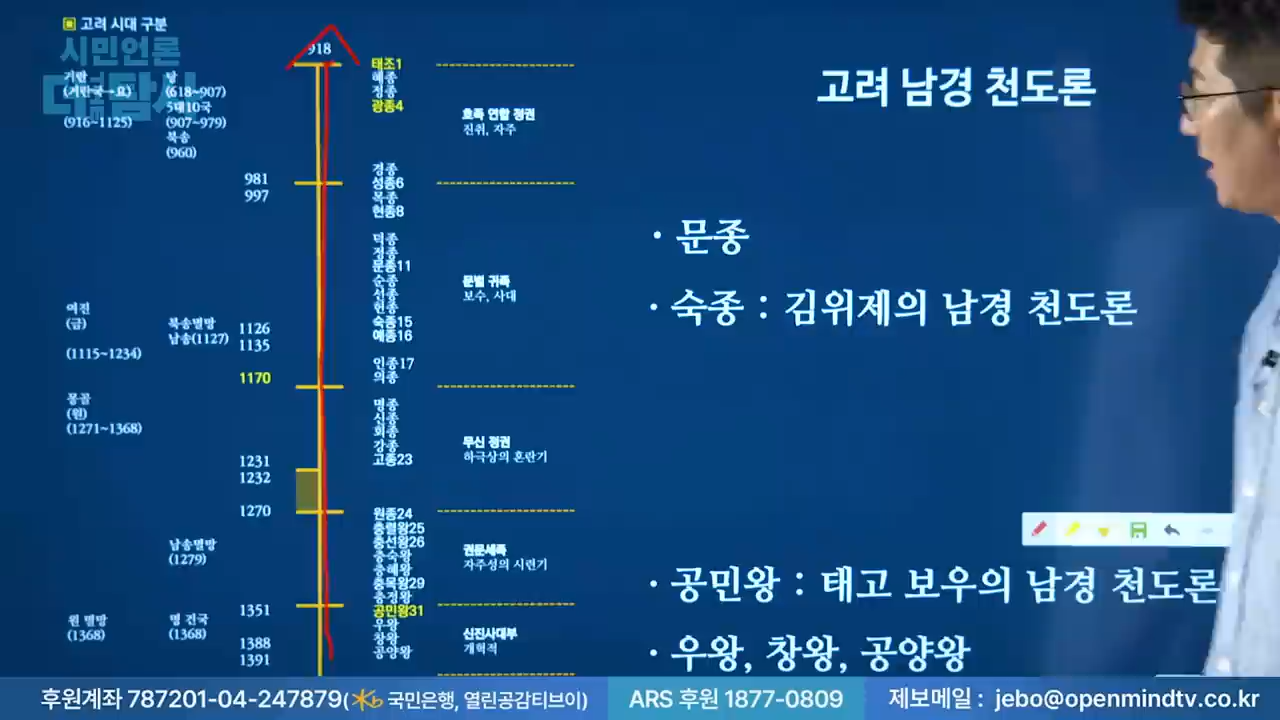 고려 시대 구분
시민언론
918
거란
(거란국→요)
(916~1125)
당
(618~907)
5대10국
(907~979)
북송
(960)
태조1
혜종
정종
광종4
호족 연합 정권
진취, 자주
고려 남경 천도론
981
997
경종
성종6
목종
현종8
덕종
정종
문종11
순종
선종
헌종
숙종15
예종16
인종17
의종
문벌 귀족
보수, 사대
· 문종
· 숙종 : 김위제의 남경 천도론
여진
(금)
(1115~1234)
북송멸망
남송(1127)
1126
1135
1170
몽골
(원)
(1271~1368)
명종
신종
희종
강종
고종23
무신 정권
하극상의 혼란기
1231
1232
1270
원종24
충렬왕25
충선왕26
충숙왕
충혜왕
충목왕29
충정왕
공민왕31
우왕
창왕
공양왕
권문세족
자주성의 시련기
남송멸망
(1279)
1351
1388
1391
원 멸망
(1368)
명 건국
(1368)
신진사대부
개혁적
· 공민왕 : 태고 보우의 남경 천도론
· 우왕, 창왕, 공양왕
후원계좌 787201-04-247879(국민은행, 열린공감티브이)
ARS 후원 1877-0809
제보메일 : jebo@openmindtv.co.kr